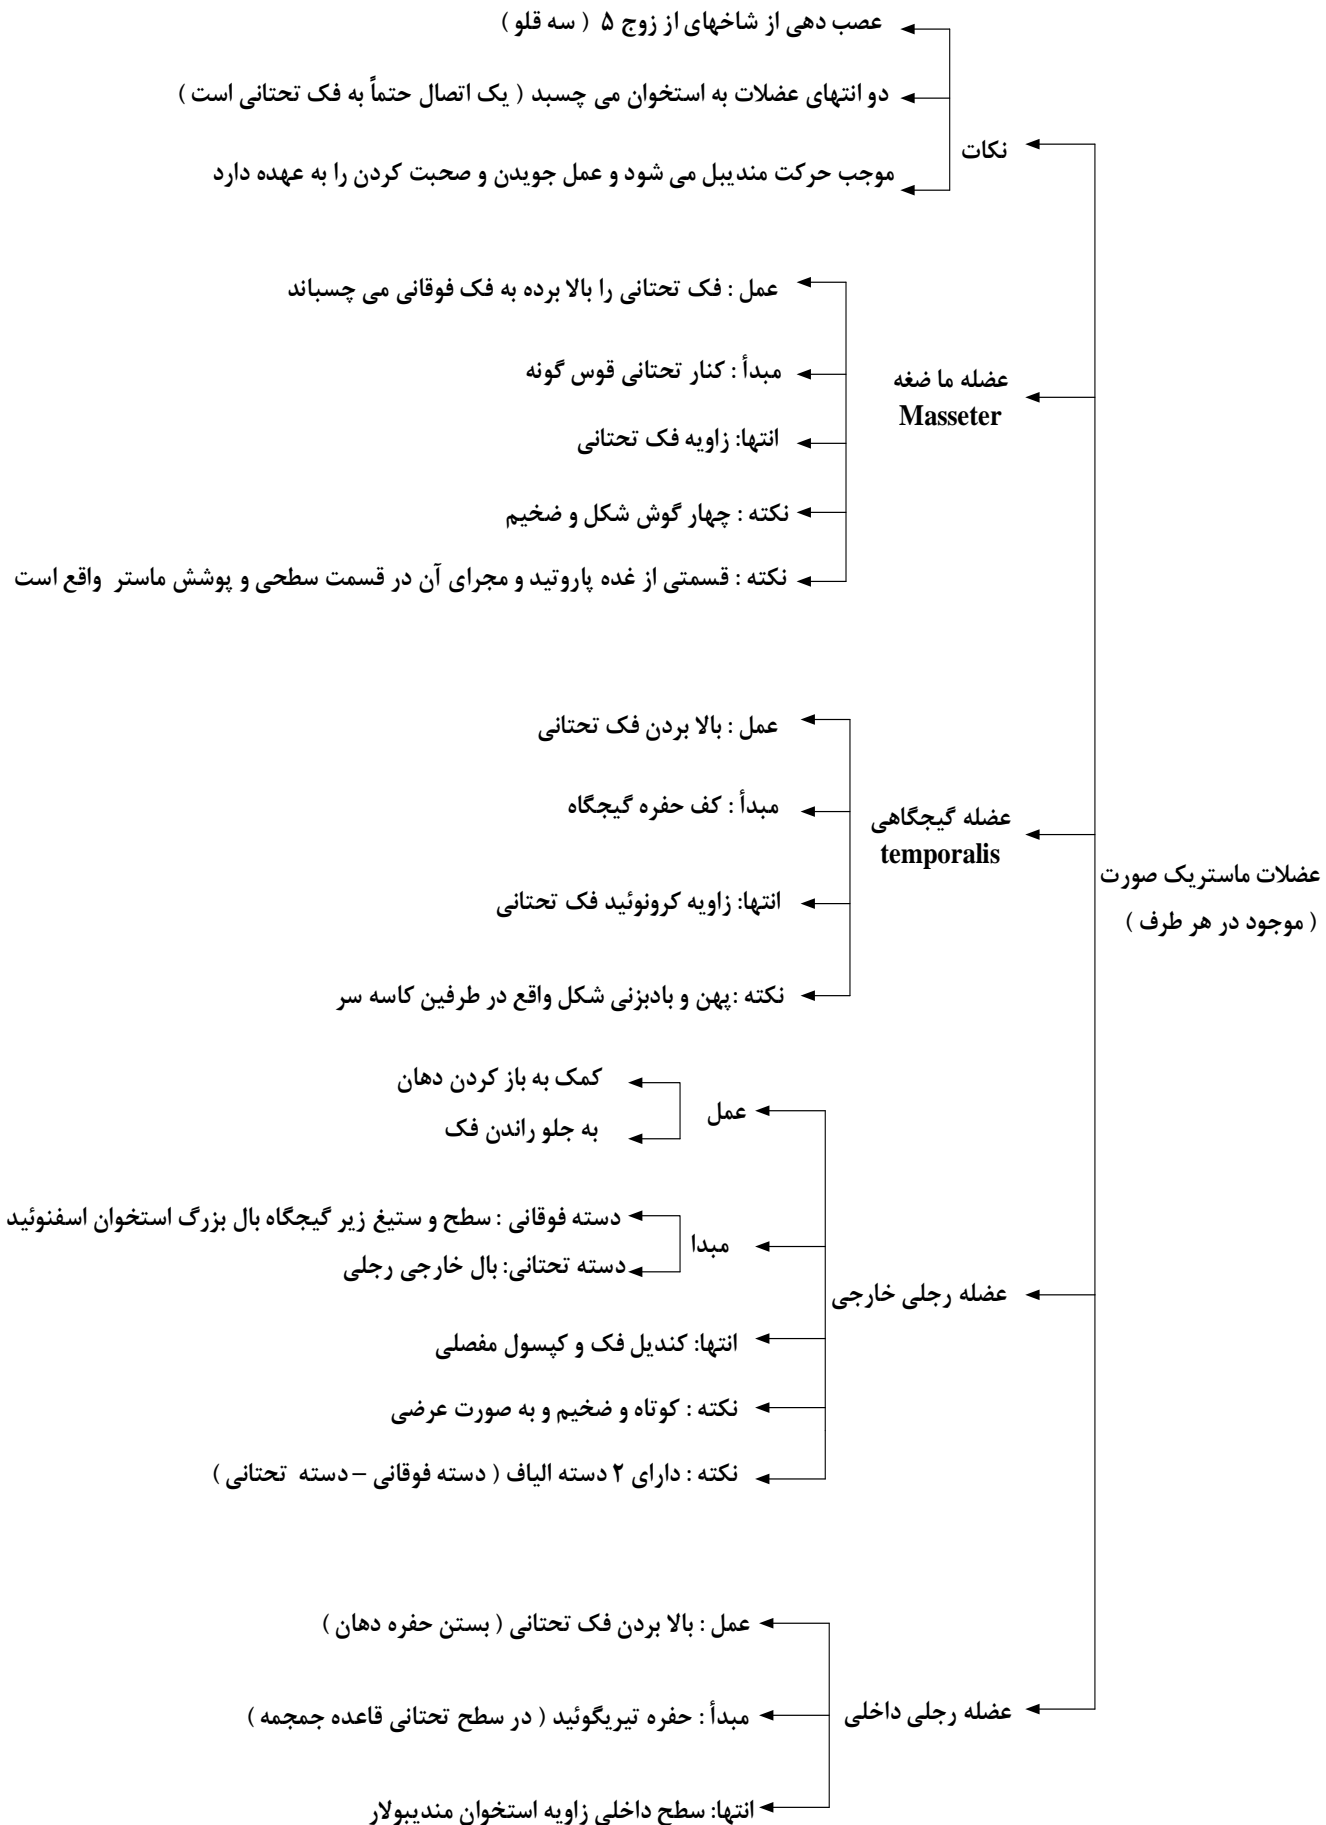 عضلات ماستریک صورت
( موجود در هر طرف )
نکات
عصب دهی از شاخهای از زوج ۵ ( سه قلو )
دو انتهای عضلات به استخوان می چسبد ( یک اتصال حتماً به فک تحتانی است )
موجب حرکت مندیبل می شود و عمل جویدن و صحبت کردن را به عهده دارد
عضله ما ضغه
Masseter
عمل : فک تحتانی را بالا برده به فک فوقانی می چسباند
مبدأ : کنار تحتانی قوس گونه
انتها: زاویه فک تحتانی
نکته : چهار گوش شکل و ضخیم
نکته : قسمتی از غده پاروتید و مجرای آن در قسمت سطحی و پوشش ماستر واقع است
عضله گیجگاهی
temporalis
عمل : بالا بردن فک تحتانی
مبدأ : کف حفره گیجگاه
انتها: زاویه کرونوئید فک تحتانی
نکته :پهن و بادبزنی شکل واقع در طرفین کاسه سر
عضله رجلی خارجی
عمل
کمک به باز کردن دهان
به جلو راندن فک
مبدا
دسته فوقانی : سطح و ستیغ زیر گیجگاه بال بزرگ استخوان اسفنوئید
دسته تحتانی: بال خارجی رجلی
انتها: کندیل فک و کپسول مفصلی
نکته : کوتاه و ضخیم و به صورت عرضی
نکته : دارای ۲ دسته الیاف ( دسته فوقانی – دسته تحتانی )
عضله رجلی داخلی
عمل : بالا بردن فک تحتانی ( بستن حفره دهان )
مبدأ : حفره تیریگوئید ( در سطح تحتانی قاعده جمجمه )
انتها: سطح داخلی زاویه استخوان مندیبولار